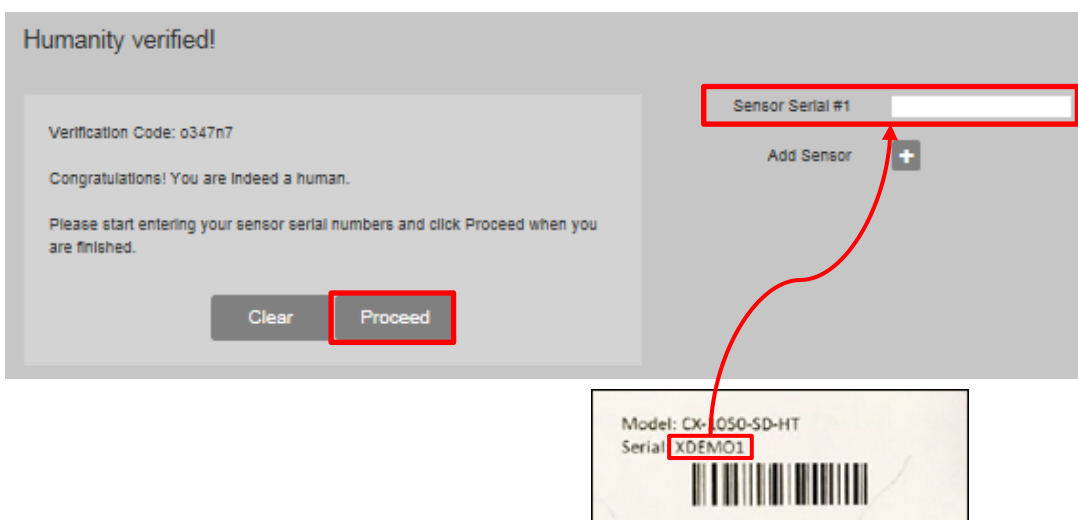 Humanity verified!
Verification Code: o347n7
Congratulations! You are indeed a human.
Please start entering your sensor serial numbers and click Proceed when you
are finished.
Clear
Proceed
Sensor Serial #1
Add Sensor
+
Model: CX-1050-SD-HT
Serial: XDEMO1